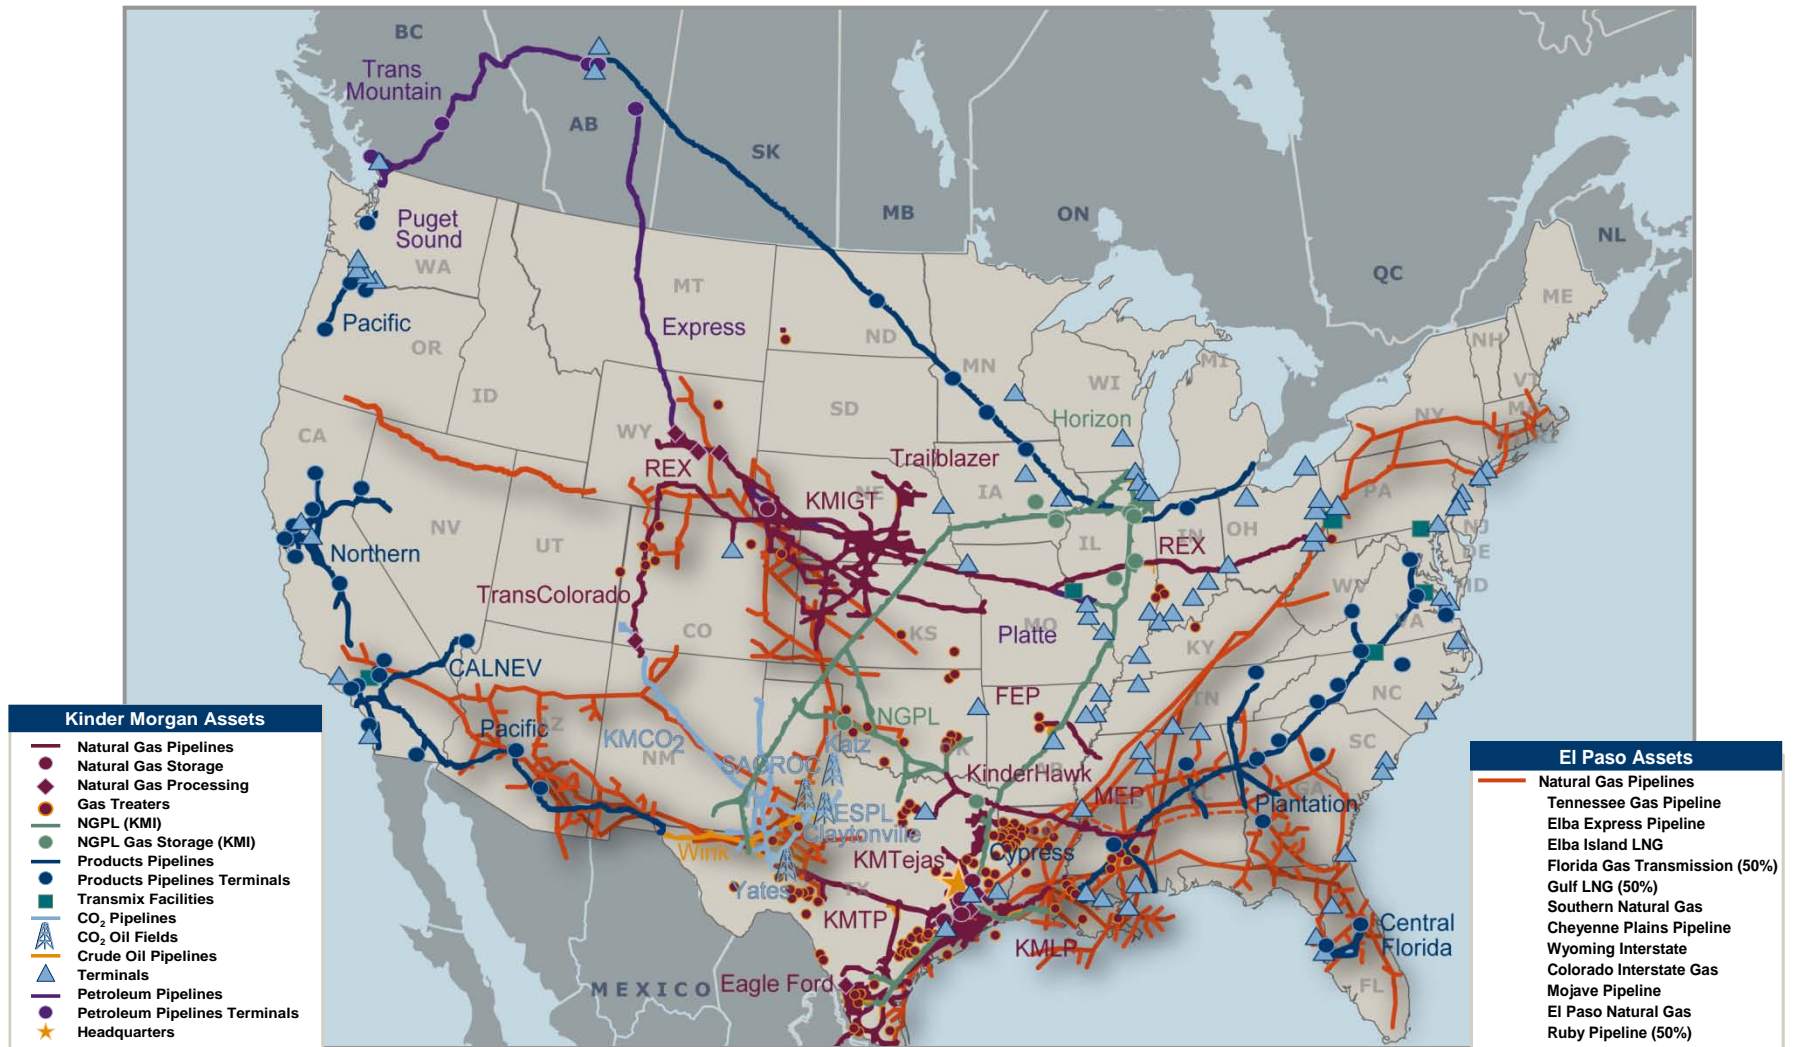 BC
Trans
Mountain
AB
SK
MB
ON
QC
NL
Puget
Sound
WA
MT
ND
MN
ME
Pacific
Express
OR
ID
WI
MI
NH
VT
NY
MA
RI
SD
WY
Horizon
CA
Trailblazer
REX
KMIGT
NE
IA
PA
NJ
DE
MD
NV
UT
Northern
IL
IN
OH
REX
WV
VA
TransColorado
CO
KS
MO
Platte
KY
CALNEV
FEP
TN
NC
Pacific
AZ
KMCO2
NM
NGPL
Katz
SACROC
OK
AR
SC
KinderHawk
MEP
ESPL
Claytonville
AL
GA
Plantation
Wink
KMTejas
Cypress
Yates
TX
KMTP
KMLP
Central
Florida
Eagle Ford
FL
MEXICO
Kinder Morgan Assets
Natural Gas Pipelines
Natural Gas Storage
Natural Gas Processing
Gas Treaters
NGPL (KMI)
NGPL Gas Storage (KMI)
Products Pipelines
Products Pipelines Terminals
Transmix Facilities
CO2 Pipelines
CO2 Oil Fields
Crude Oil Pipelines
Terminals
Petroleum Pipelines
Petroleum Pipelines Terminals
Headquarters
El Paso Assets
Natural Gas Pipelines
Tennessee Gas Pipeline
Elba Express Pipeline
Elba Island LNG
Florida Gas Transmission (50%)
Gulf LNG (50%)
Southern Natural Gas
Cheyenne Plains Pipeline
Wyoming Interstate
Colorado Interstate Gas
Mojave Pipeline
El Paso Natural Gas
Ruby Pipeline (50%)